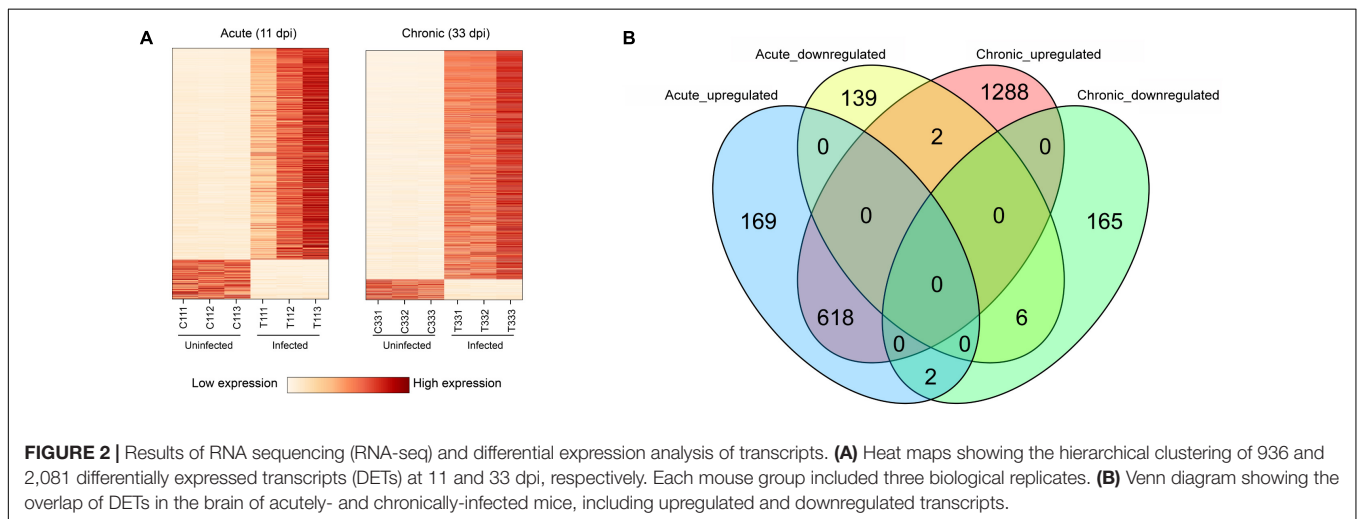 A
Acute (11 dpi)
Chronic (33 dpi)
C111
C112
C113
T111
T112
T113
Uninfected
Infected
C331
C332
C333
T331
T332
T333
Uninfected
Infected
Low expression
High expression
B
Acute_downregulated
Chronic_upregulated
Acute_upregulated
Chronic_downregulated
139
1288
0
2
0
169
0
0
165
0
618
6
0
0
2
FIGURE 2 | Results of RNA sequencing (RNA-seq) and differential expression analysis of transcripts. (A) Heat maps showing the hierarchical clustering of 936 and
2,081 differentially expressed transcripts (DETs) at 11 and 33 dpi, respectively. Each mouse group included three biological replicates. (B) Venn diagram showing the
overlap of DETs in the brain of acutely- and chronically-infected mice, including upregulated and downregulated transcripts.